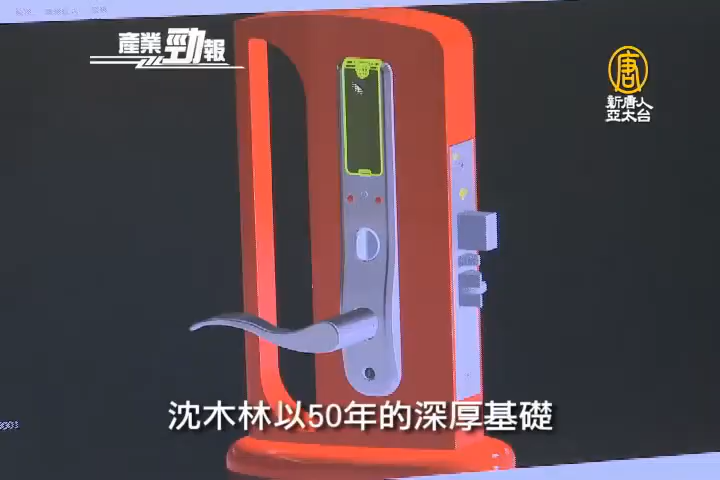 產業勁報
唐
新唐人
亞太台
沈木林以50年的深厚基礎